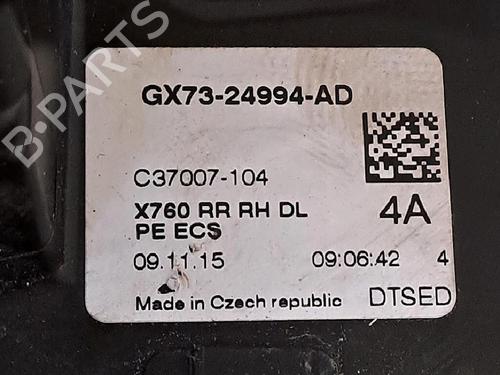 B·PARTS
GX73-24994-AD
C37007-104
X760 RR RH DL 4A
PE ECS
09.11.15 09:06:42 4
Made in Czech republic DTSED